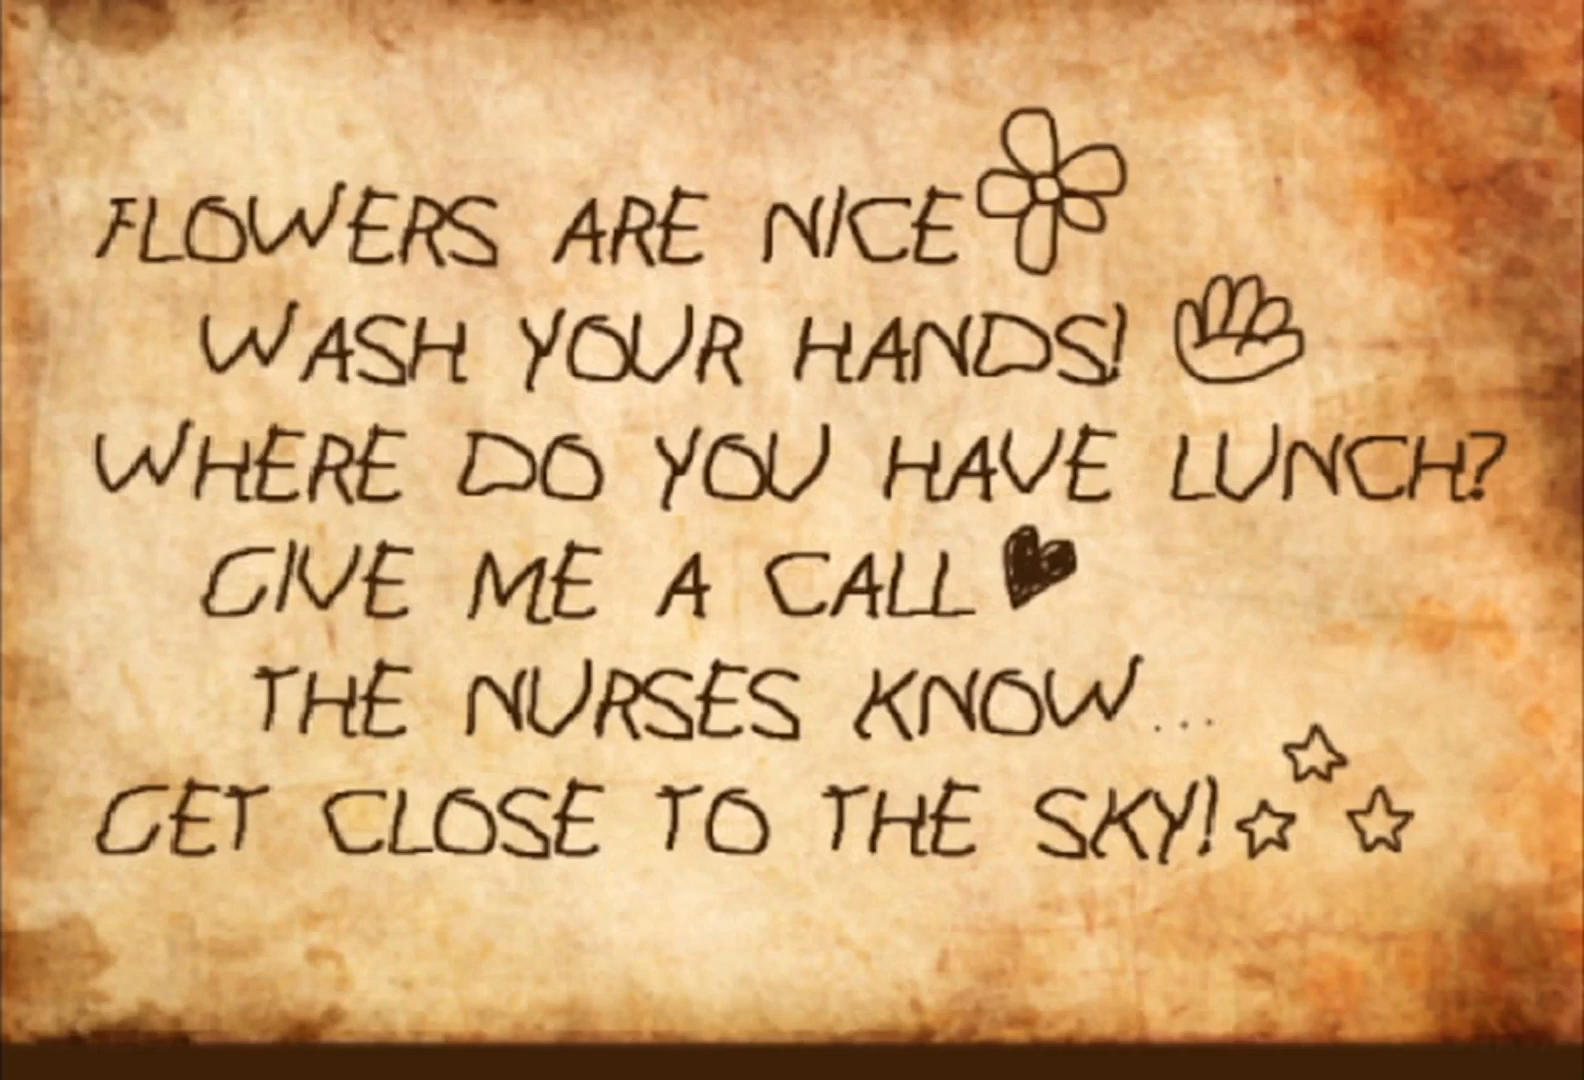 FLOWERS ARE NICE
WASH YOUR HANDS!
WHERE DO YOU HAVE LUNCH?
GIVE ME A CALL
THE NURSES KNOW...
GET CLOSE TO THE SKY!